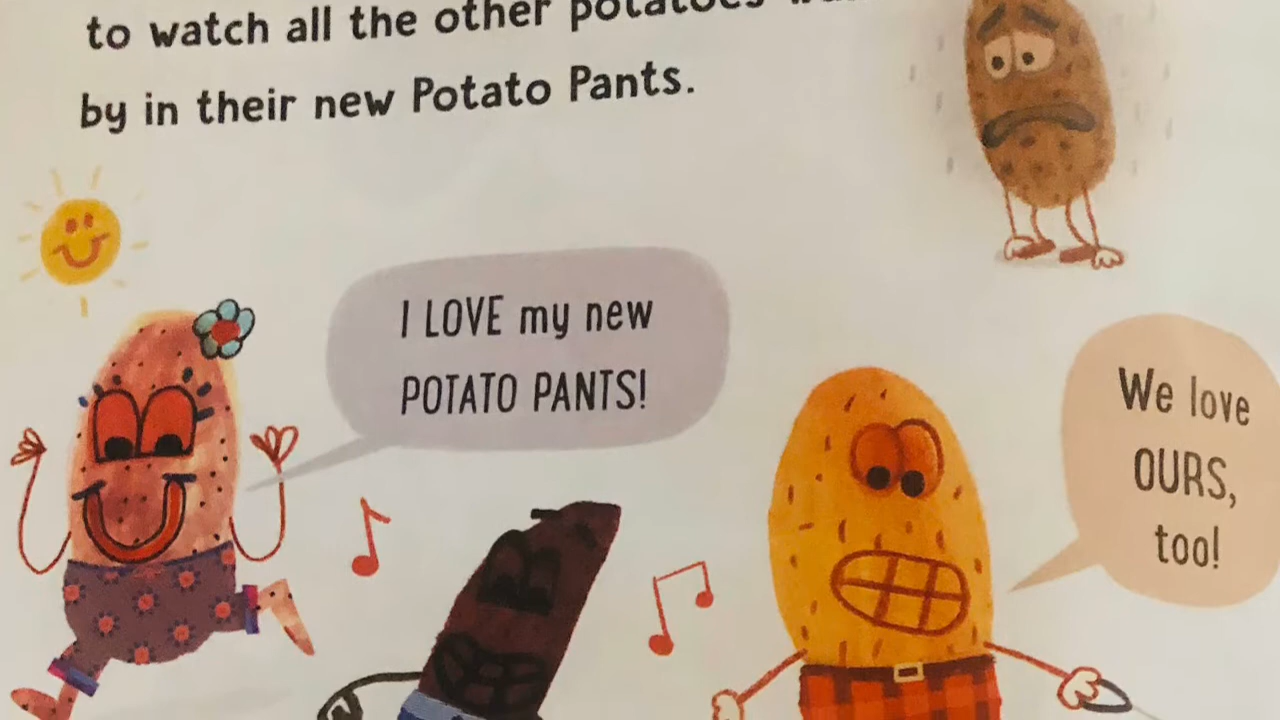 to watch all the other potatoes
by in their new Potato Pants.
I LOVE my new
POTATO PANTS!
We love
OURS,
too!